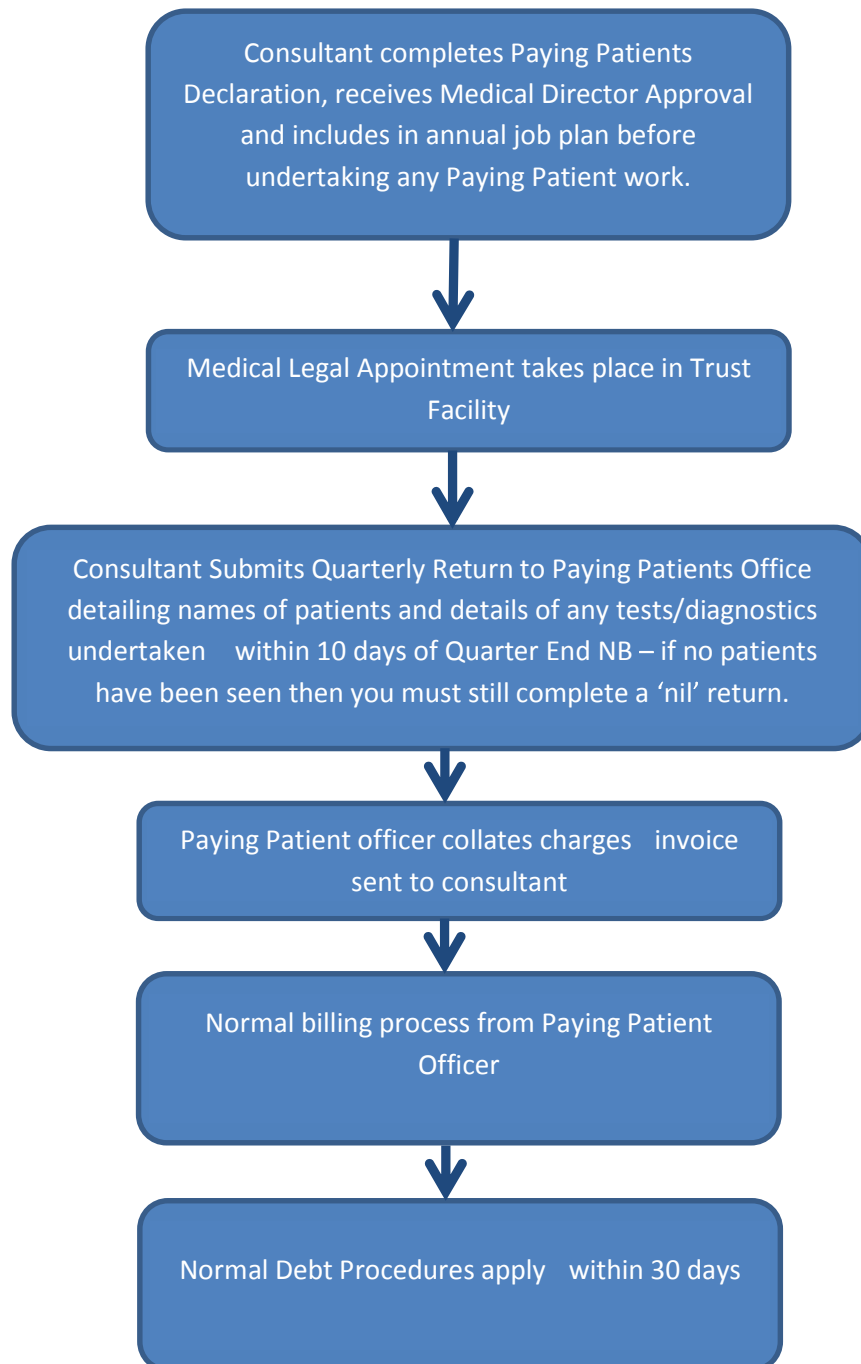 Consultant completes Paying Patients
Declaration, receives Medical Director Approval
and includes in annual job plan before
undertaking any Paying Patient work.
Medical Legal Appointment takes place in Trust
Facility
Consultant Submits Quarterly Return to Paying Patients Office
detailing names of patients and details of any tests/diagnostics
undertaken   within 10 days of Quarter End NB – if no patients
have been seen then you must still complete a ‘nil’ return.
Paying Patient officer collates charges   invoice
sent to consultant
Normal billing process from Paying Patient
Officer
Normal Debt Procedures apply   within 30 days